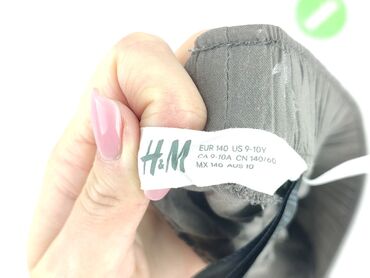 H&M
EUR 140 US 9-10Y
CA 9-10A CN 140/60
MX 140 AUS 10